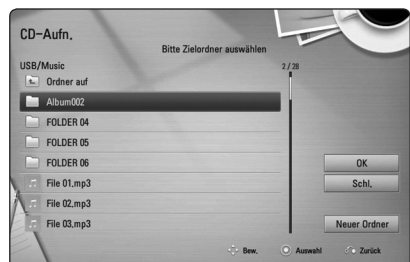 CD-Aufn.
Bitte Zielordner auswählen
USB/Music
2 / 28
Ordner auf
Album002
FOLDER 04
FOLDER 05
FOLDER 06
File 01.mp3
File 02.mp3
File 03.mp3
OK
Schl.
Neuer Ordner
Bew.
Auswahl
Zurück